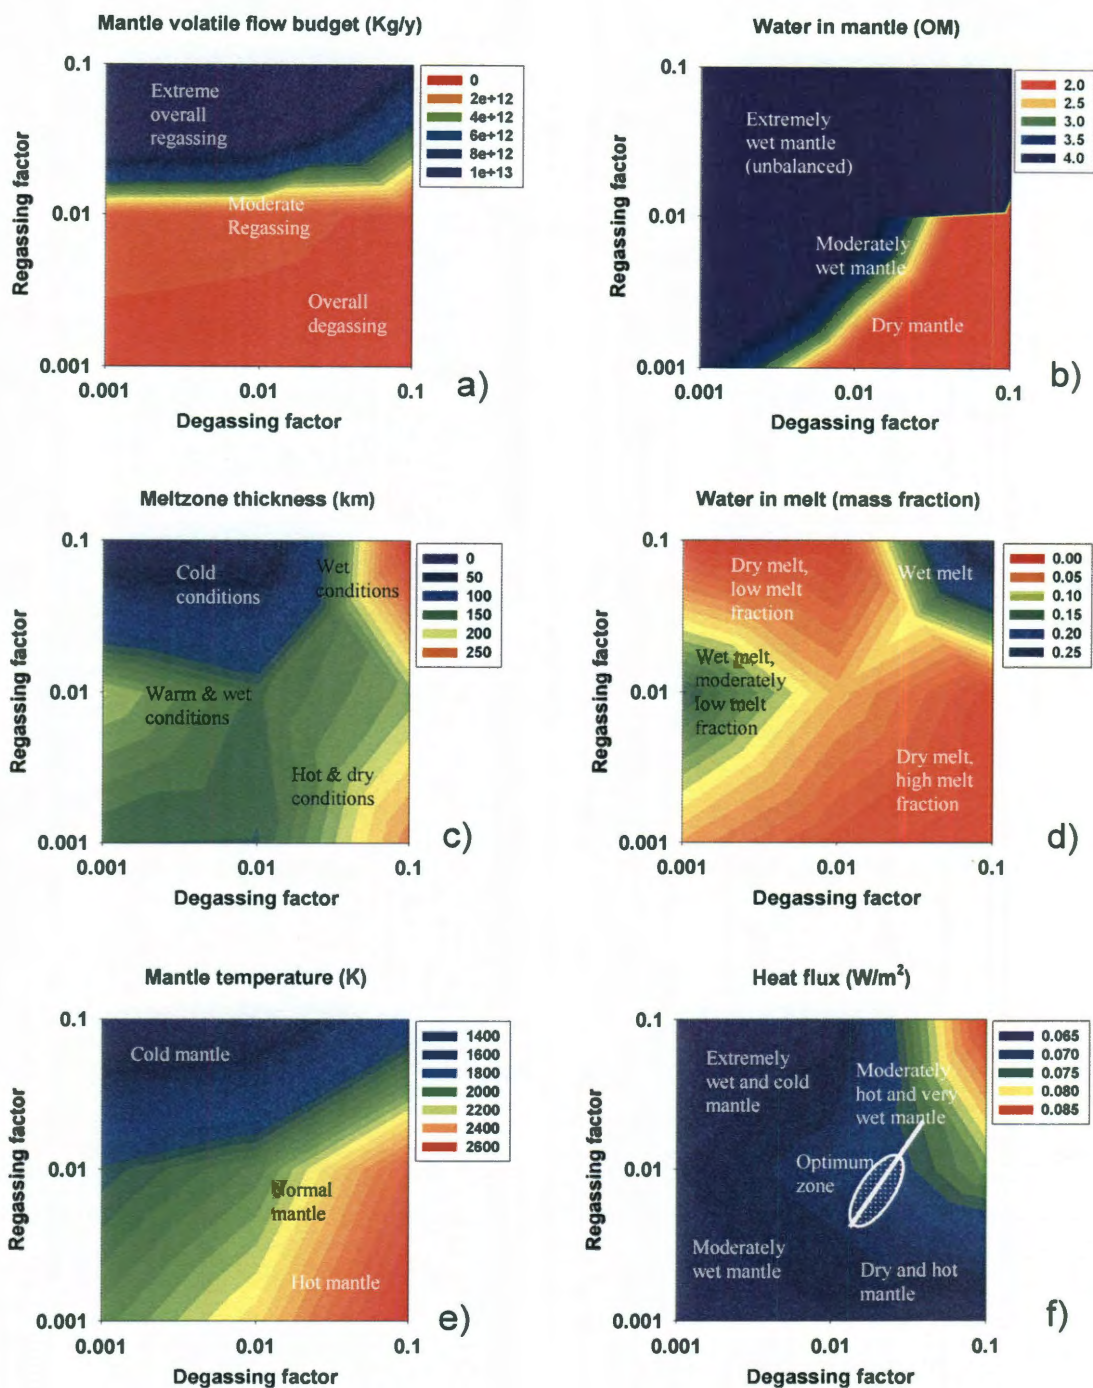 Mantle volatile flow budget (Kg/y)
Regassing factor
0.1
0.01
0.001
Extreme
overall
regassing
Moderate
Regassing
Overall
degassing
0
2e+12
4e+12
6e+12
8e+12
1e+13
0.001
0.01
0.1
Degassing factor
a)
Water in mantle (OM)
Regassing factor
0.1
0.01
0.001
Extremely
wet mantle
(unbalanced)
Moderately
wet mantle
Dry mantle
2.0
2.5
3.0
3.5
4.0
0.001
0.01
0.1
Degassing factor
b)
Meltzone thickness (km)
Regassing factor
0.1
0.01
0.001
Cold
conditions
Wet
conditions
Warm & wet
conditions
Hot & dry
conditions
0
50
100
150
200
250
0.001
0.01
0.1
Degassing factor
c)
Water in melt (mass fraction)
Regassing factor
0.1
0.01
0.001
Dry melt,
low melt
fraction
Wet melt
Wet melt,
moderately
low melt
fraction
Dry melt,
high melt
fraction
0.00
0.05
0.10
0.15
0.20
0.25
0.001
0.01
0.1
Degassing factor
d)
Mantle temperature (K)
Regassing factor
0.1
0.01
0.001
Cold mantle
Normal
mantle
Hot mantle
1400
1600
1800
2000
2200
2400
2600
0.001
0.01
0.1
Degassing factor
e)
Heat flux (W/m²)
Regassing factor
0.1
0.01
0.001
Extremely
wet and cold
mantle
Moderately
hot and very
wet mantle
Optimum
zone
Moderately
wet mantle
Dry and hot
mantle
0.065
0.070
0.075
0.080
0.085
0.001
0.01
0.1
Degassing factor
f)